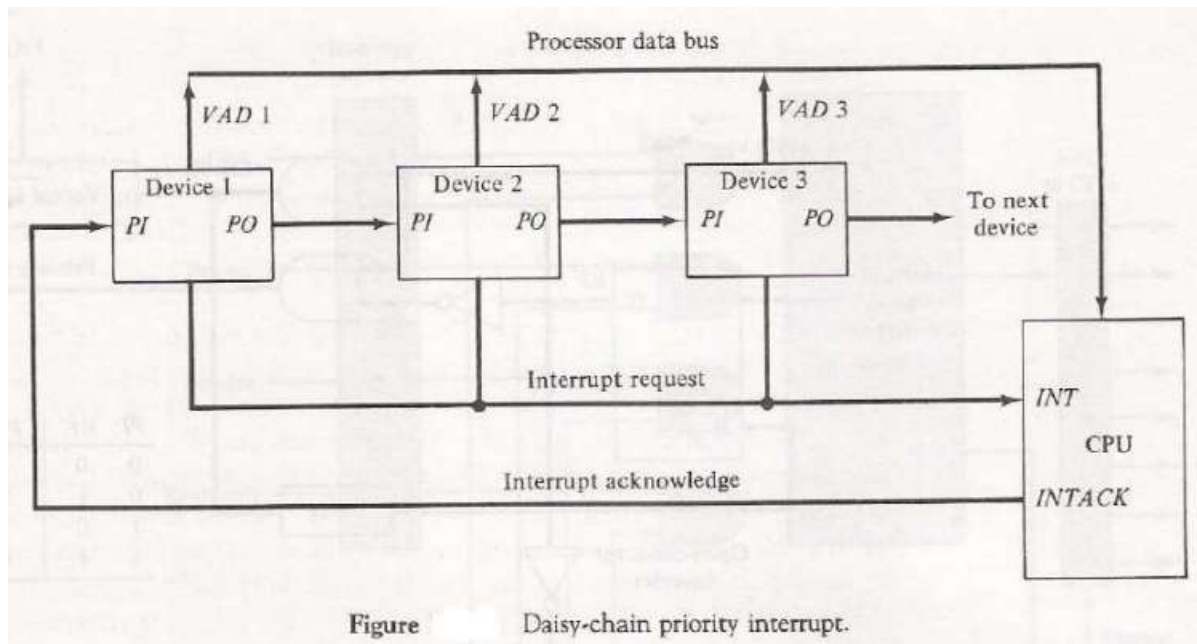 Processor data bus
VAD 1
VAD 2
VAD 3
Device 1
PI PO
Device 2
PI PO
Device 3
PI PO
To next
device
Interrupt request
INT
CPU
Interrupt acknowledge
INTACK
Figure Daisy-chain priority interrupt.